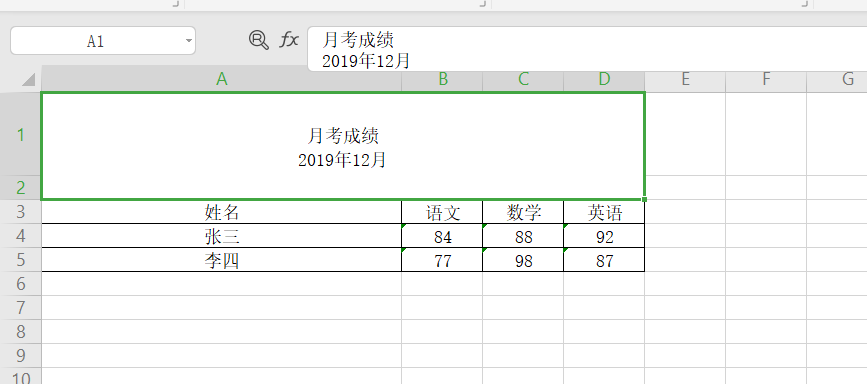 A1 fx 月考成绩
2019年12月
A B C D E F G
1 月考成绩
2019年12月
2
3 姓名 语文 数学 英语
4 张三 84 88 92
5 李四 77 98 87
6
7
8
9
10